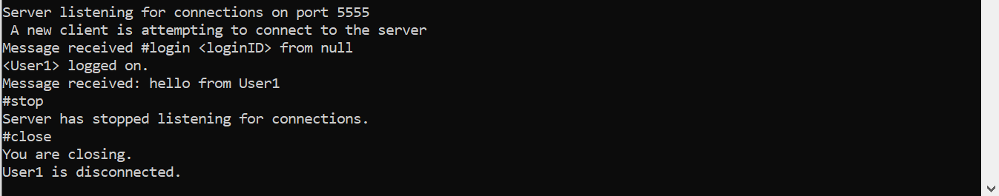 Server listening for connections on port 5555
A new client is attempting to connect to the server
Message received #login <loginID> from null
<User1> logged on.
Message received: hello from User1
#stop
Server has stopped listening for connections.
#close
You are closing.
User1 is disconnected.